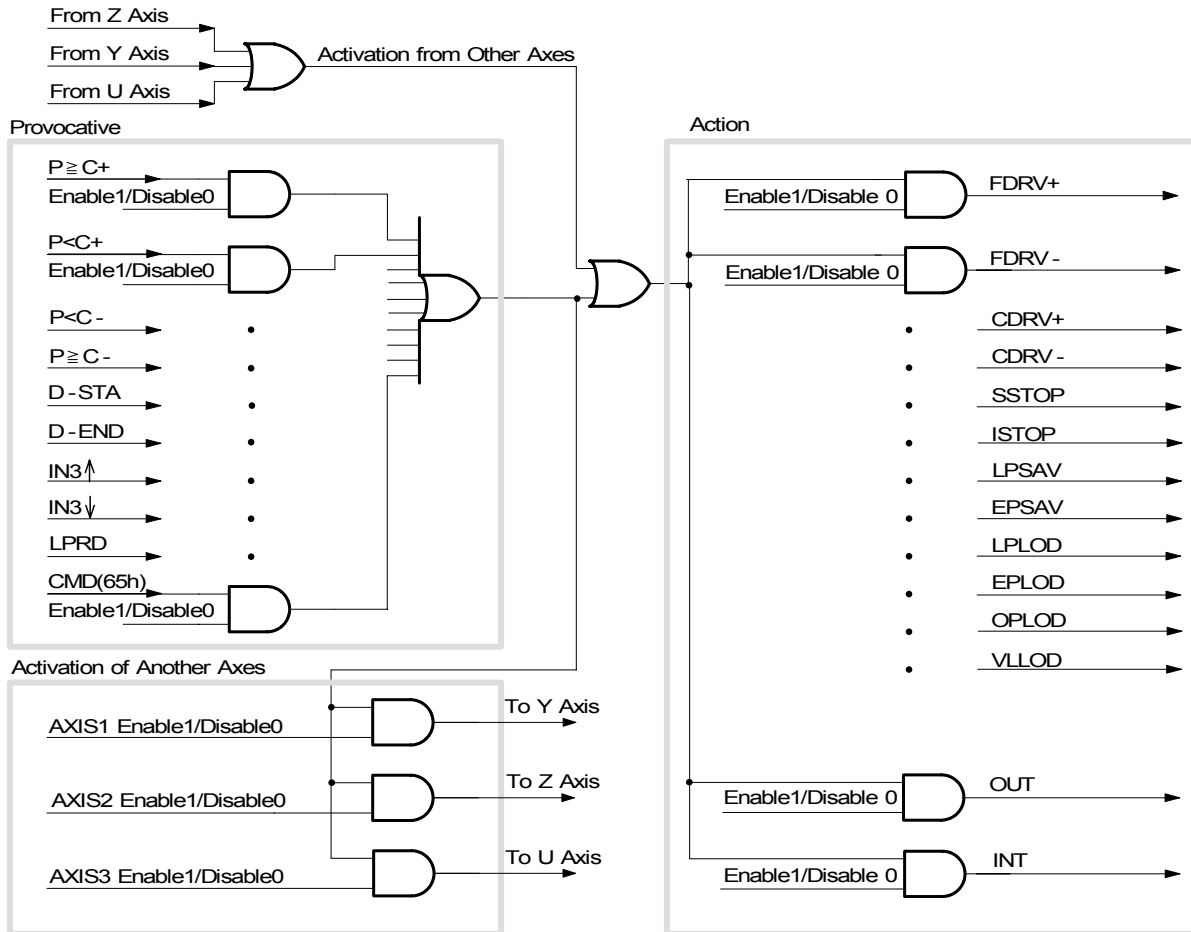 From Z Axis
From Y Axis
From U Axis
Activation from Other Axes
Provocative
P≧C+
Enable1/Disable0
P<C+
Enable1/Disable0
P<C-
P≧C-
D-STA
D-END
IN3↑
IN3↓
LPRD
CMD(65h)
Enable1/Disable0
Activation of Another Axes
AXIS1 Enable1/Disable0
To Y Axis
AXIS2 Enable1/Disable0
To Z Axis
AXIS3 Enable1/Disable0
To U Axis
Action
Enable1/Disable 0
FDRV+
Enable1/Disable 0
FDRV-
CDRV+
CDRV-
SSTOP
ISTOP
LPSAV
EPSAV
LPLOD
EPLOD
OPLOD
VLLOD
Enable1/Disable 0
OUT
Enable1/Disable 0
INT